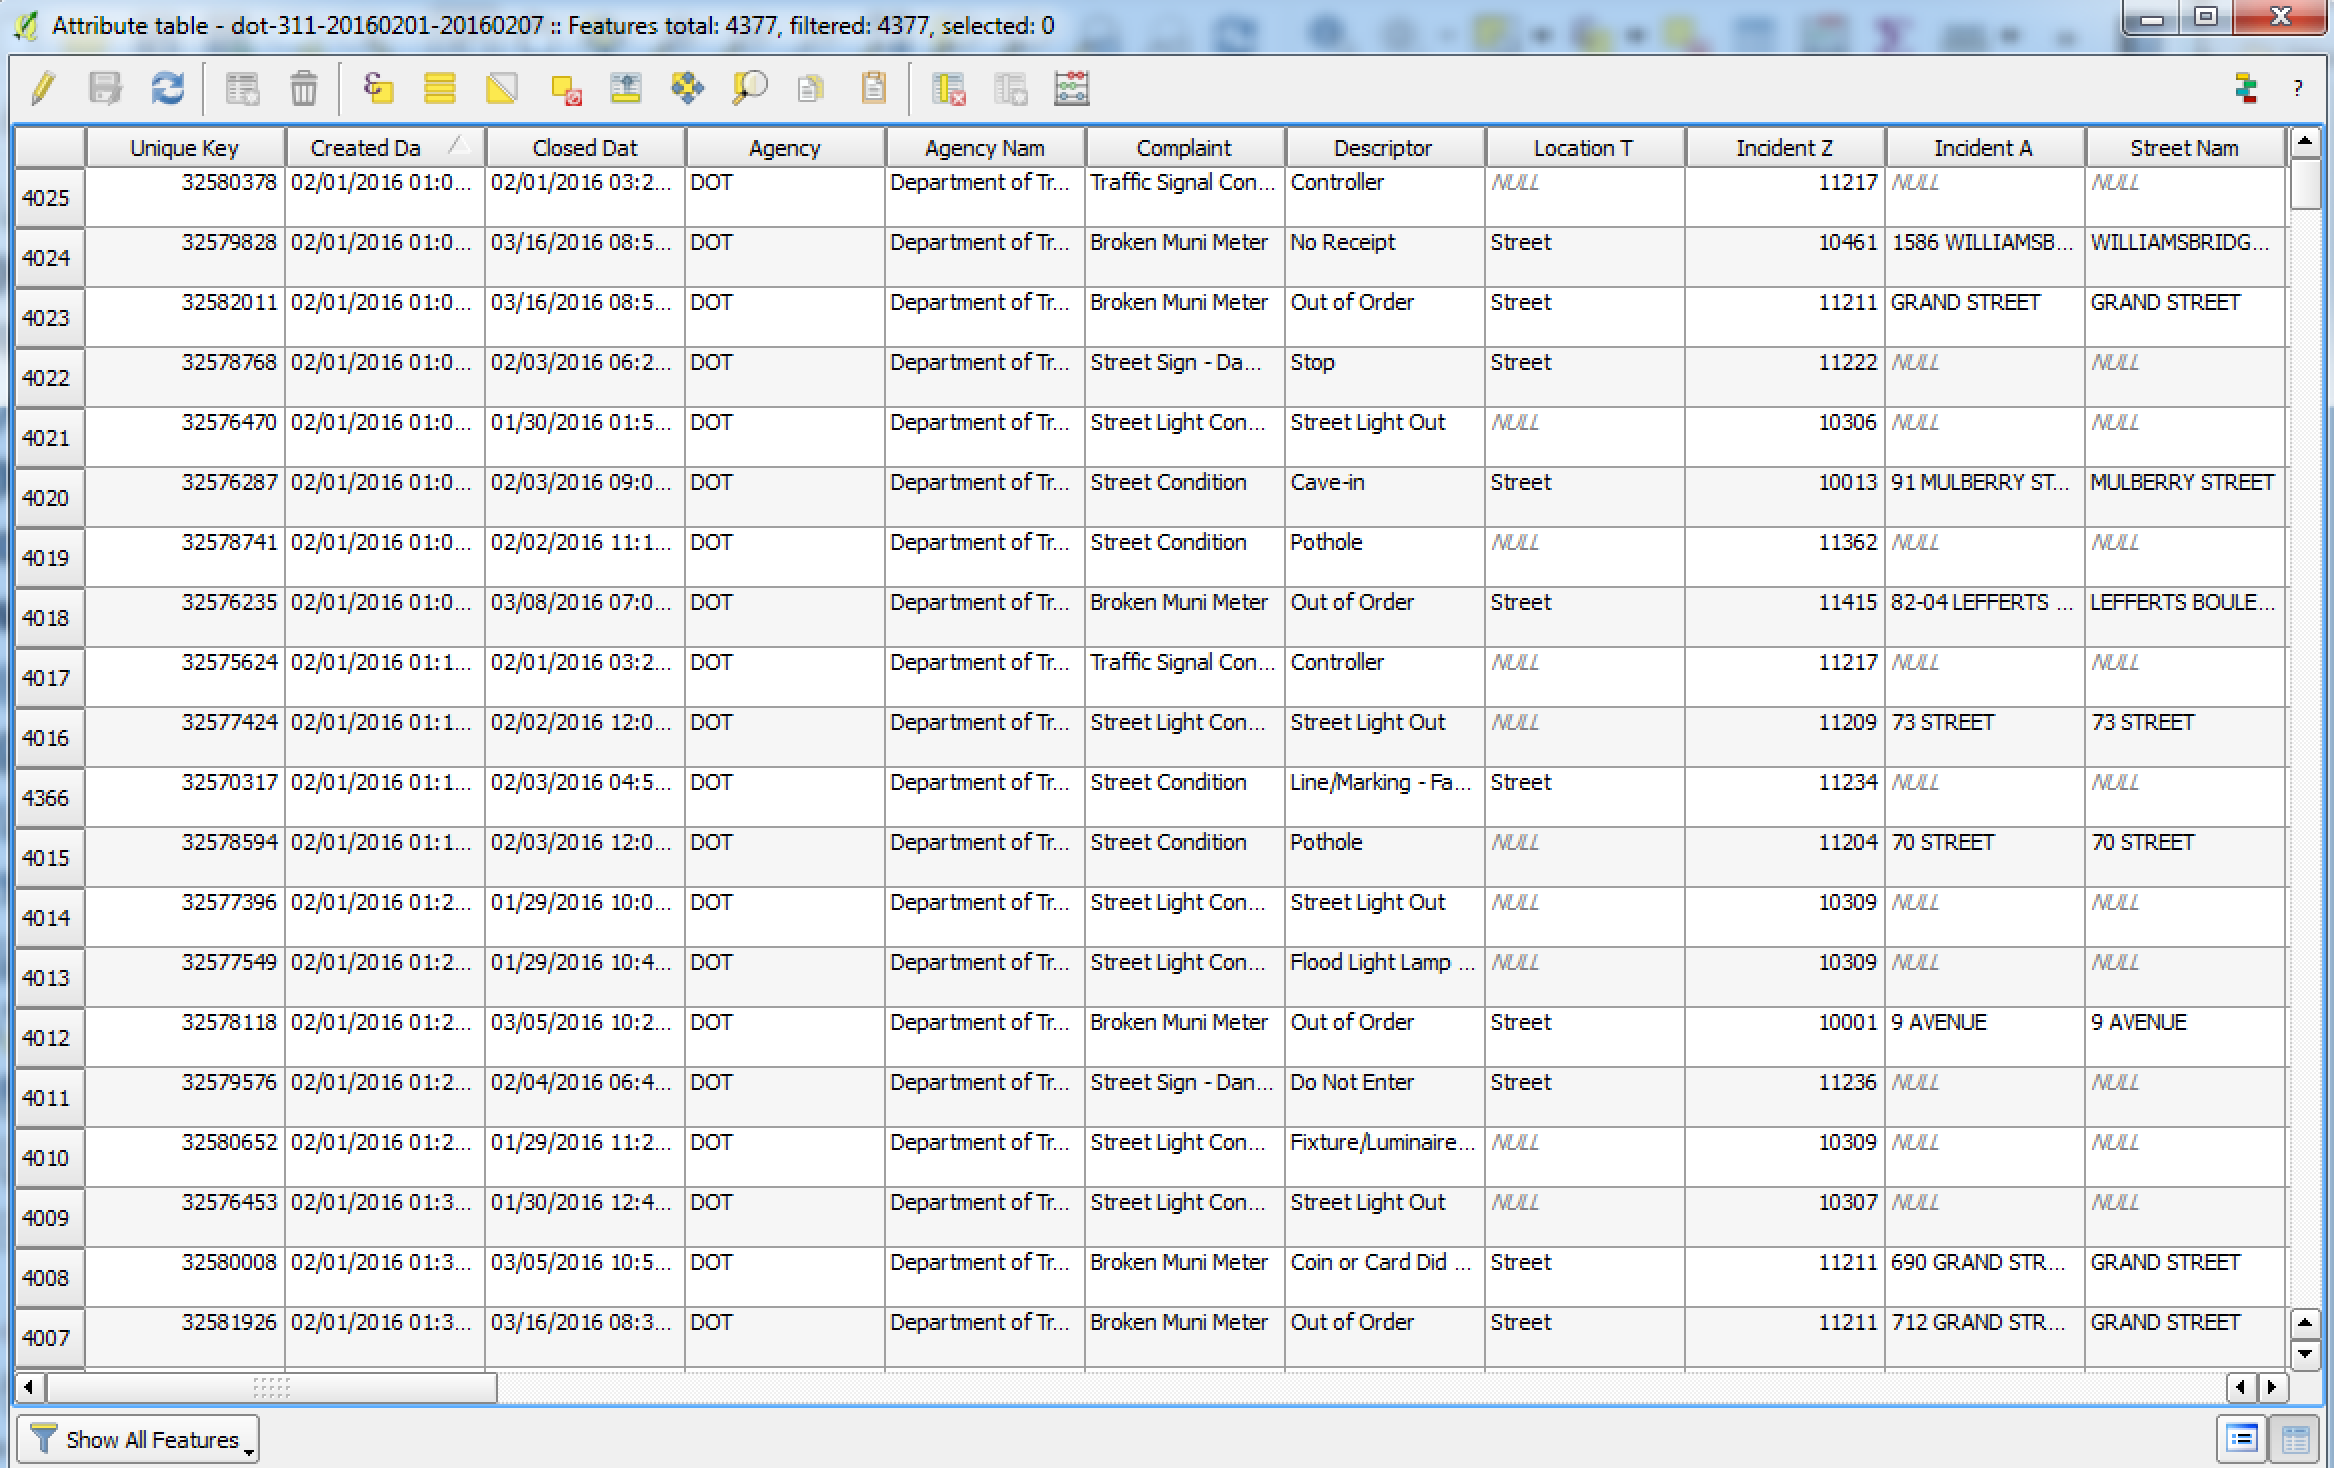 Attribute table - dot-311-20160201-20160207 :: Features total: 4377, filtered: 4377, selected: 0
?
Unique Key Created Da Closed Dat Agency Agency Nam Complaint Descriptor Location T Incident Z Incident A Street Nam
4025 32580378 02/01/2016 01:0... 02/01/2016 03:2... DOT Department of Tr... Traffic Signal Con... Controller NULL 11217 NULL NULL
4024 32579828 02/01/2016 01:0... 03/16/2016 08:5... DOT Department of Tr... Broken Muni Meter No Receipt Street 10461 1586 WILLIAMSB... WILLIAMSBRIDG...
4023 32582011 02/01/2016 01:0... 03/16/2016 08:5... DOT Department of Tr... Broken Muni Meter Out of Order Street 11211 GRAND STREET GRAND STREET
4022 32578768 02/01/2016 01:0... 02/03/2016 06:2... DOT Department of Tr... Street Sign - Da... Stop Street 11222 NULL NULL
4021 32576470 02/01/2016 01:0... 01/30/2016 01:5... DOT Department of Tr... Street Light Con... Street Light Out NULL 10306 NULL NULL
4020 32576287 02/01/2016 01:0... 02/03/2016 09:0... DOT Department of Tr... Street Condition Cave-in Street 10013 91 MULBERRY ST... MULBERRY STREET
4019 32578741 02/01/2016 01:0... 02/02/2016 11:1... DOT Department of Tr... Street Condition Pothole NULL 11362 NULL NULL
4018 32576235 02/01/2016 01:0... 03/08/2016 07:0... DOT Department of Tr... Broken Muni Meter Out of Order Street 11415 82-04 LEFFERTS ... LEFFERTS BOULE...
4017 32575624 02/01/2016 01:1... 02/01/2016 03:2... DOT Department of Tr... Traffic Signal Con... Controller NULL 11217 NULL NULL
4016 32577424 02/01/2016 01:1... 02/02/2016 12:0... DOT Department of Tr... Street Light Con... Street Light Out NULL 11209 73 STREET 73 STREET
4366 32570317 02/01/2016 01:1... 02/03/2016 04:5... DOT Department of Tr... Street Condition Line/Marking - Fa... Street 11234 NULL NULL
4015 32578594 02/01/2016 01:1... 02/03/2016 12:0... DOT Department of Tr... Street Condition Pothole NULL 11204 70 STREET 70 STREET
4014 32577396 02/01/2016 01:2... 01/29/2016 10:0... DOT Department of Tr... Street Light Con... Street Light Out NULL 10309 NULL NULL
4013 32577549 02/01/2016 01:2... 01/29/2016 10:4... DOT Department of Tr... Street Light Con... Flood Light Lamp ... NULL 10309 NULL NULL
4012 32578118 02/01/2016 01:2... 03/05/2016 10:2... DOT Department of Tr... Broken Muni Meter Out of Order Street 10001 9 AVENUE 9 AVENUE
4011 32579576 02/01/2016 01:2... 02/04/2016 06:4... DOT Department of Tr... Street Sign - Dan... Do Not Enter Street 11236 NULL NULL
4010 32580652 02/01/2016 01:2... 01/29/2016 11:2... DOT Department of Tr... Street Light Con... Fixture/Luminaire... NULL 10309 NULL NULL
4009 32576453 02/01/2016 01:3... 01/30/2016 12:4... DOT Department of Tr... Street Light Con... Street Light Out NULL 10307 NULL NULL
4008 32580008 02/01/2016 01:3... 03/05/2016 10:5... DOT Department of Tr... Broken Muni Meter Coin or Card Did ... Street 11211 690 GRAND STR... GRAND STREET
4007 32581926 02/01/2016 01:3... 03/16/2016 08:3... DOT Department of Tr... Broken Muni Meter Out of Order Street 11211 712 GRAND STR... GRAND STREET
Show All Features